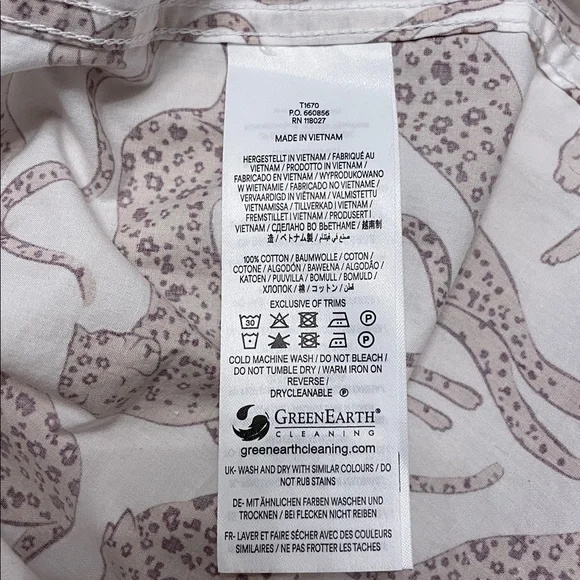 T1670
P.O. 660856
RN 118027
MADE IN VIETNAM
HERGESTELLT IN VIETNAM / FABRIQUÉ AU
VIETNAM / PRODOTTO IN VIETNAM /
FABRICADO EN VIETNAM / WYPRODUKOWANO
W WIETNAMIE / FABRICADO NO VIETNAME /
VERVAARDIGD IN VIËTNAM / VALMISTETTU
VIETNAMISSA / TILLVERKAD I VIETNAM /
FREMSTILLET I VIETNAM / PRODUSERT I
VIETNAM / СДЕЛАНО ВО ВЬЕТНАМЕ / 越南制
造 / ベトナム製 / صنع في فيتنام
100% COTTON / BAUMWOLLE / COTON /
COTONE / ALGODÓN / BAWEŁNA / ALGODÃO /
KATOEN / PUUVILLA / BOMULL / BOMULD /
ХЛОПОК / 棉 / コットン / قطن
EXCLUSIVE OF TRIMS
30 P
P
COLD MACHINE WASH / DO NOT BLEACH /
DO NOT TUMBLE DRY / WARM IRON ON
REVERSE /
DRYCLEANABLE P
GREENEARTH®
CLEANING
greenearthcleaning.com
UK- WASH AND DRY WITH SIMILAR COLOURS / DO
NOT RUB STAINS
DE- MIT ÄHNLICHEN FARBEN WASCHEN UND
TROCKNEN / BEI FLECKEN NICHT REIBEN
FR- LAVER ET FAIRE SÉCHER AVEC DES COULEURS
SIMILAIRES / NE PAS FROTTER LES TACHES